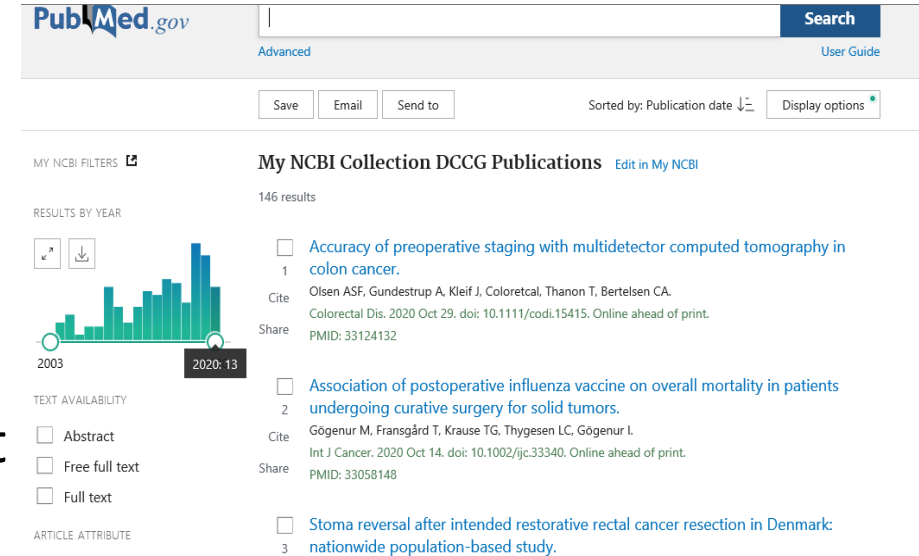 PubMed.gov
Search
Advanced
User Guide
Save
Email
Send to
Sorted by: Publication date
Display options
MY NCBI FILTERS
My NCBI Collection DCCG Publications
Edit in My NCBI
146 results
RESULTS BY YEAR
2003
2020: 13
TEXT AVAILABILITY
Abstract
Free full text
Full text
ARTICLE ATTRIBUTE
Accuracy of preoperative staging with multidetector computed tomography in
1 colon cancer.
Cite
Olsen ASF, Gundestrup A, Kleif J, Coloretcal, Thanon T, Bertelsen CA.
Colorectal Dis. 2020 Oct 29. doi: 10.1111/codi.15415. Online ahead of print.
Share
PMID: 33124132
Association of postoperative influenza vaccine on overall mortality in patients
2 undergoing curative surgery for solid tumors.
Cite
Gögenur M, Fransgård T, Krause TG, Thygesen LC, Gögenur I.
Int J Cancer. 2020 Oct 14. doi: 10.1002/ijc.33340. Online ahead of print.
Share
PMID: 33058148
Stoma reversal after intended restorative rectal cancer resection in Denmark:
3 nationwide population-based study.